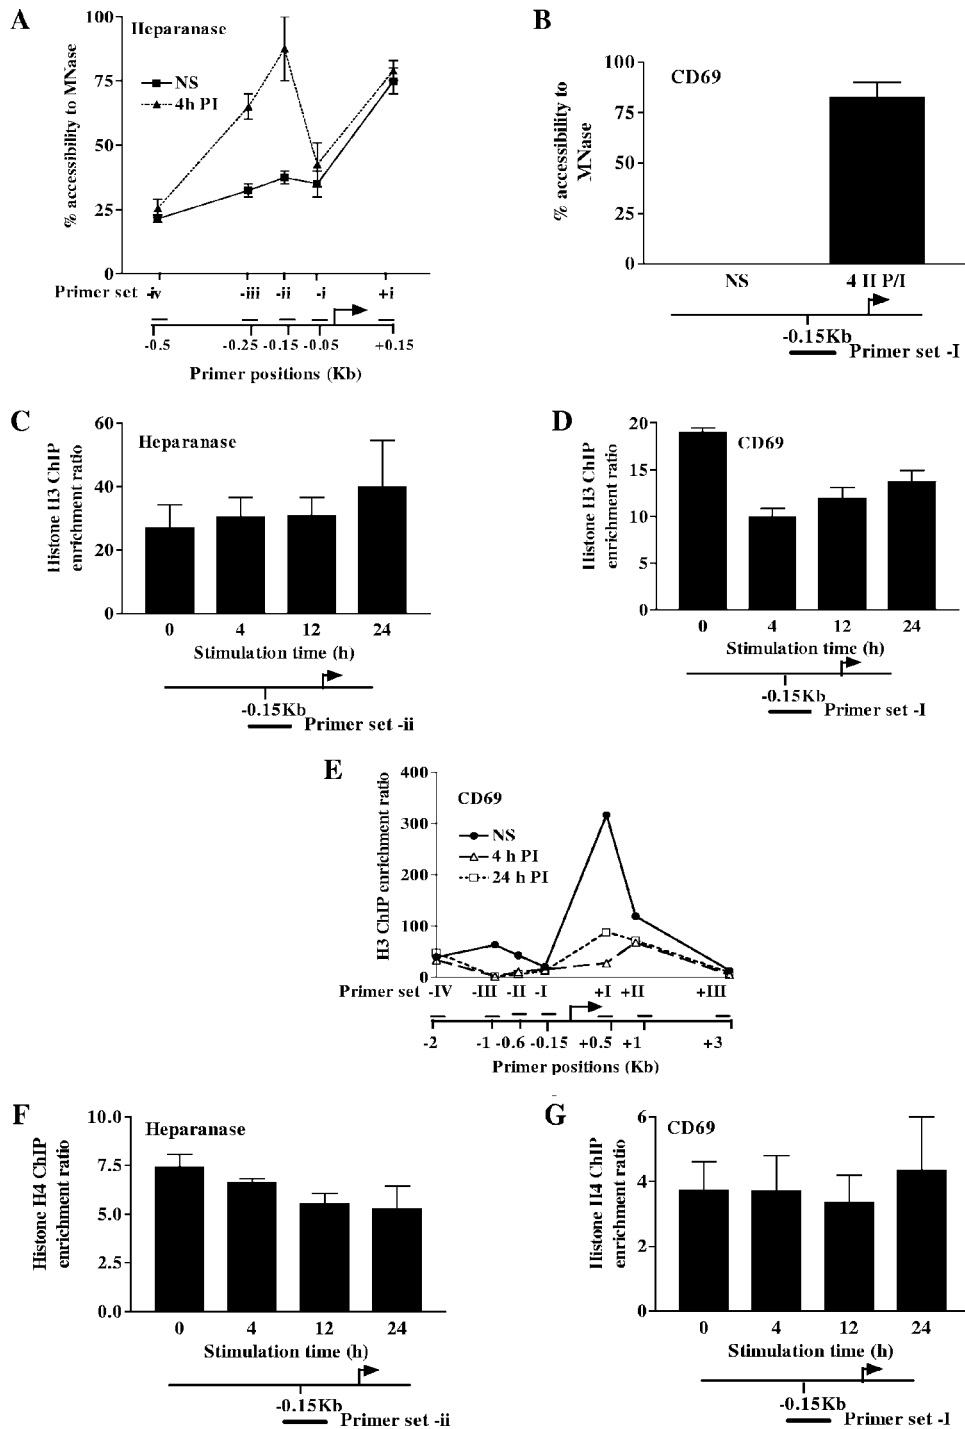 A
Heparanase
NS
4h PI
% accessibility to MNase
100
75
50
25
0
Primer set -iv -iii -ii -i +i
-0.5 -0.25 -0.15 -0.05 +0.15
Primer positions (Kb)
B
CD69
% accessibility to
MNase
100
75
50
25
0
NS 4 H P/I
-0.15Kb
Primer set -I
C
Heparanase
Histone H3 ChIP
enrichment ratio
60
40
20
0
0 4 12 24
Stimulation time (h)
-0.15Kb
Primer set -ii
D
CD69
Histone H3 ChIP
enrichment ratio
20
15
10
5
0
0 4 12 24
Stimulation time (h)
-0.15Kb
Primer set -I
E
CD69
NS
4 h PI
24 h PI
H3 ChIP enrichment ratio
400
300
200
100
0
Primer set -IV -III -II -I +I +II +III
-2 -1 -0.6 -0.15 +0.5 +1 +3
Primer positions (Kb)
F
Heparanase
Histone H4 ChIP
enrichment ratio
10.0
7.5
5.0
2.5
0.0
0 4 12 24
Stimulation time (h)
-0.15Kb
Primer set -ii
G
CD69
Histone H4 ChIP
enrichment ratio
6
4
2
0
0 4 12 24
Stimulation time (h)
-0.15Kb
Primer set -I